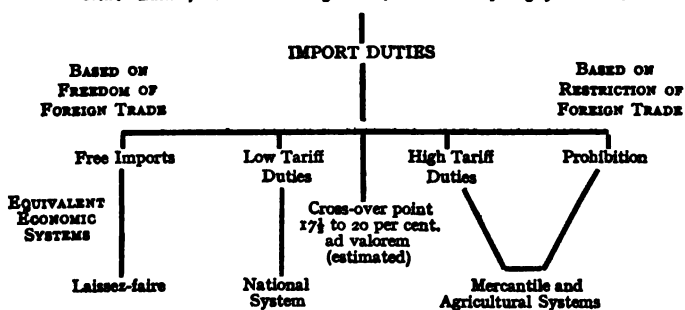 IMPORT DUTIES
BASED ON
FREEDOM OF
FOREIGN TRADE
BASED ON
RESTRICTION OF
FOREIGN TRADE
Free Imports
Low Tariff
Duties
High Tariff
Duties
Prohibition
Cross-over point
17½ to 20 per cent.
ad valorem
(estimated)
EQUIVALENT
ECONOMIC
SYSTEMS
Laissez-faire
National
System
Mercantile and
Agricultural Systems